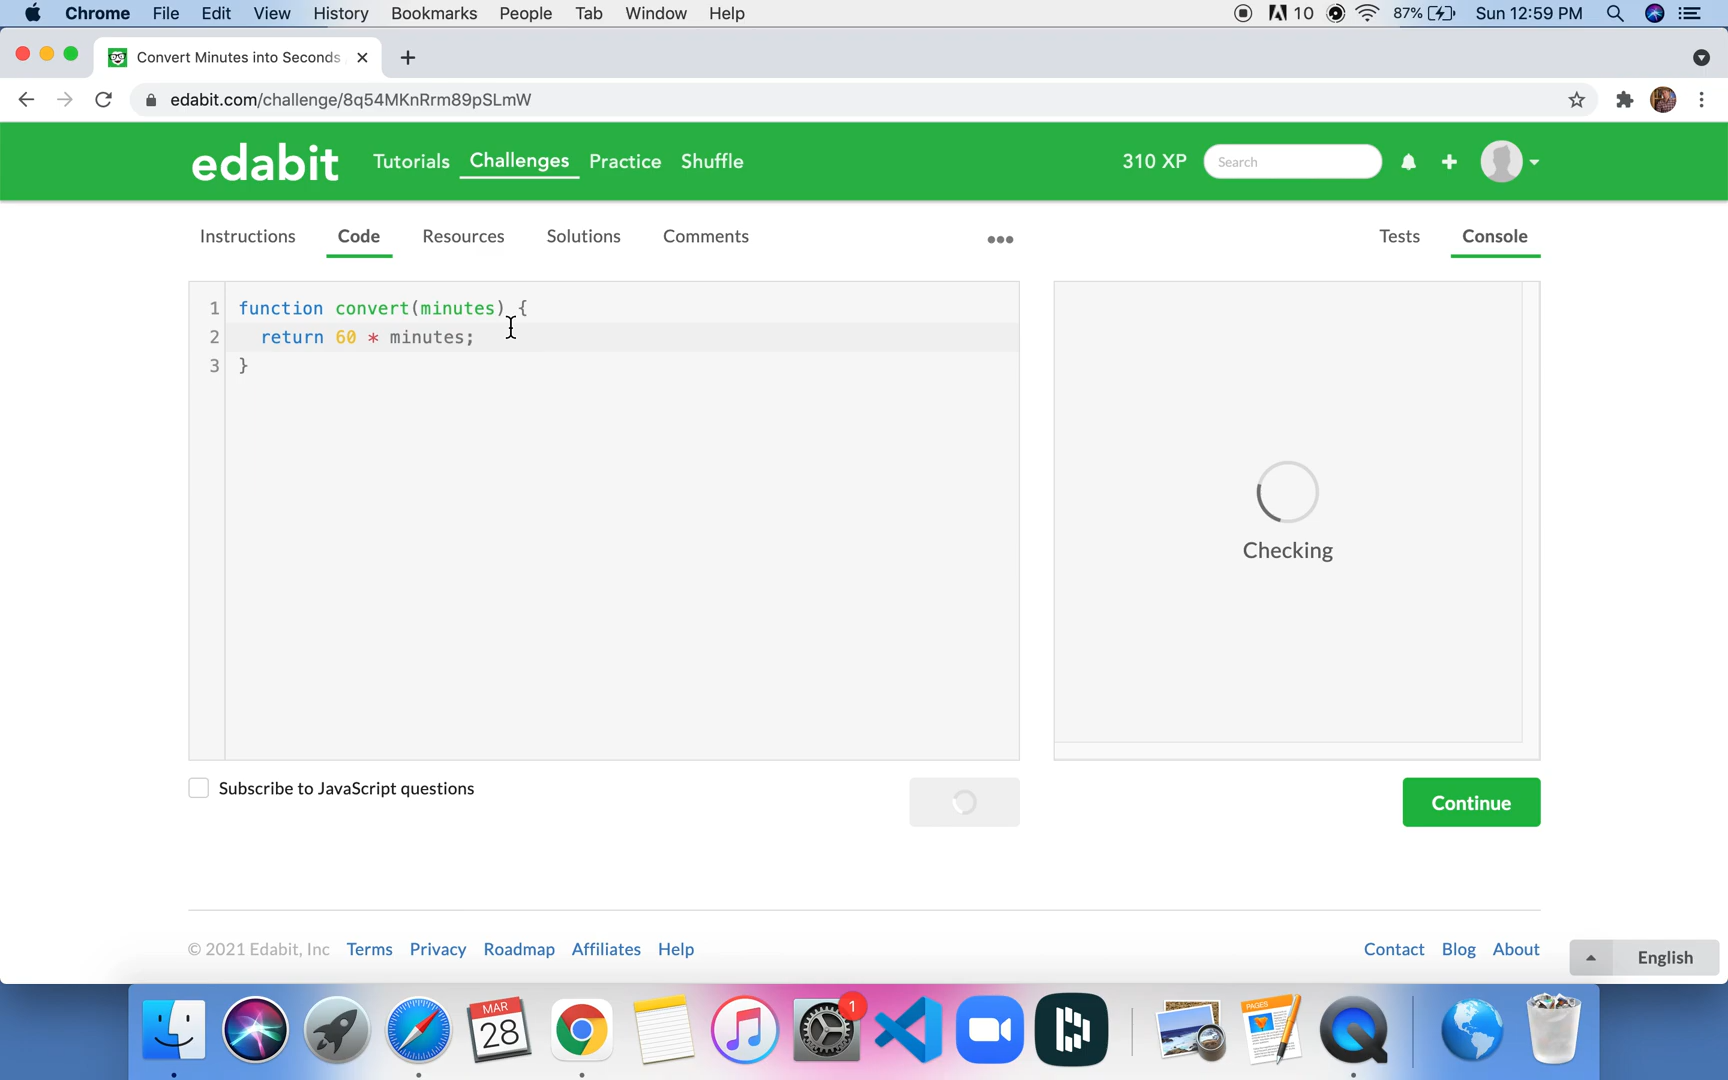 Chrome File Edit View History Bookmarks People Tab Window Help 10 87% Sun 12:59 PM
Convert Minutes into Seconds
edabit.com/challenge/8q54MKnRrm89pSLmW
edabit Tutorials Challenges Practice Shuffle 310 XP Search
Instructions Code Resources Solutions Comments ••• Tests Console
1 function convert(minutes) {
2 return 60 * minutes;
3 }
Checking
Subscribe to JavaScript questions
Continue
© 2021 Edabit, Inc Terms Privacy Roadmap Affiliates Help Contact Blog About
English
MAR
28
1
PAGES